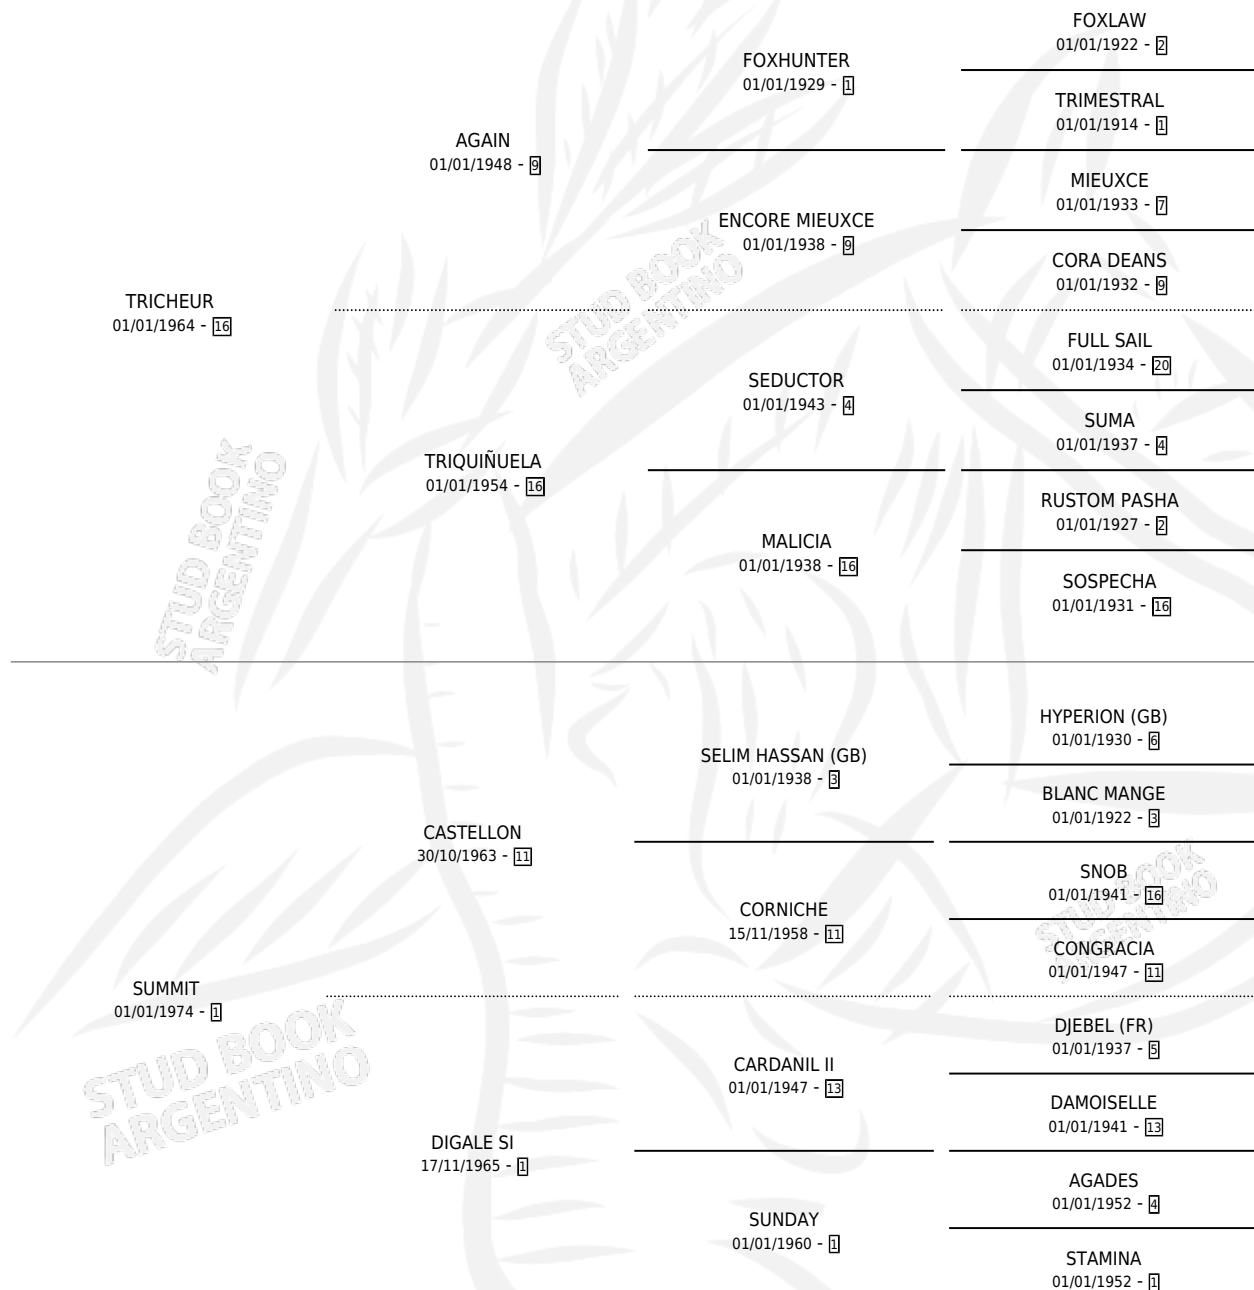 FOXLAW
01/01/1922 - 2
FOXHUNTER
01/01/1929 - 1
TRIMESTRAL
01/01/1914 - 1
AGAIN
01/01/1948 - 9
MIEUXCE
01/01/1933 - 7
ENCORE MIEUXCE
01/01/1938 - 9
CORA DEANS
01/01/1932 - 9
TRICHEUR
01/01/1964 - 16
FULL SAIL
01/01/1934 - 20
SEDUCTOR
01/01/1943 - 4
SUMA
01/01/1937 - 4
TRIQUIÑUELA
01/01/1954 - 16
RUSTOM PASHA
01/01/1927 - 2
MALICIA
01/01/1938 - 16
SOSPECHA
01/01/1931 - 16
HYPERION (GB)
01/01/1930 - 6
SELIM HASSAN (GB)
01/01/1938 - 3
BLANC MANGE
01/01/1922 - 3
CASTELLON
30/10/1963 - 11
SNOB
01/01/1941 - 16
CORNICHE
15/11/1958 - 11
CONGRACIA
01/01/1947 - 11
SUMMIT
01/01/1974 - 1
DJEBEL (FR)
01/01/1937 - 5
CARDANIL II
01/01/1947 - 13
DAMOISELLE
01/01/1941 - 13
DIGALE SI
17/11/1965 - 1
AGADES
01/01/1952 - 4
SUNDAY
01/01/1960 - 1
STAMINA
01/01/1952 - 1
STUD BOOK
ARGENTINO
STUD BOOK
ARGENTINO
STUD BOOK
ARGENTINO
STUD BOOK
ARGENTINO